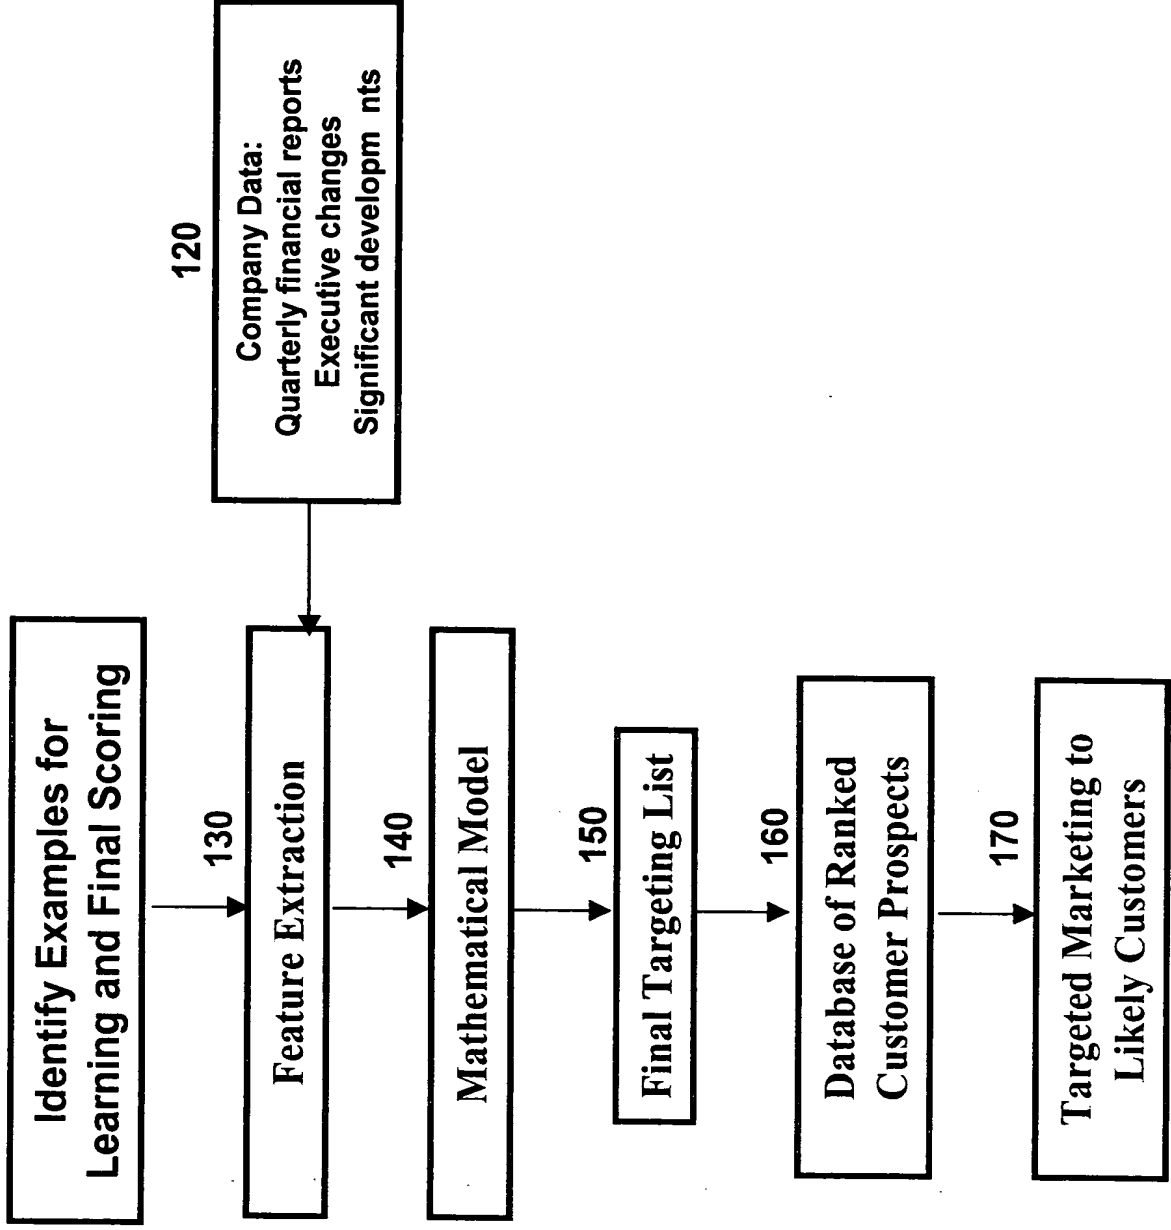 Identify Examples for
Learning and Final Scoring
120
Company Data:
Quarterly financial reports
Executive changes
Significant developm nts
130
Feature Extraction
140
Mathematical Model
150
Final Targeting List
160
Database of Ranked
Customer Prospects
170
Targeted Marketing to
Likely Customers